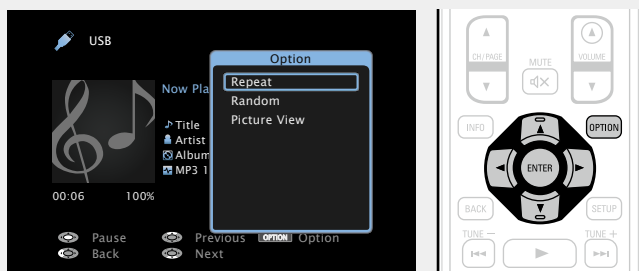 USB
Option
Now Pla
Repeat
Random
Picture View
Title
Artist
Album
MP3 1
00:06 100%
Pause Previous OPTION Option
Back Next
CH/PAGE MUTE VOLUME
INFO OPTION
ENTER
BACK SETUP
TUNE — TUNE +